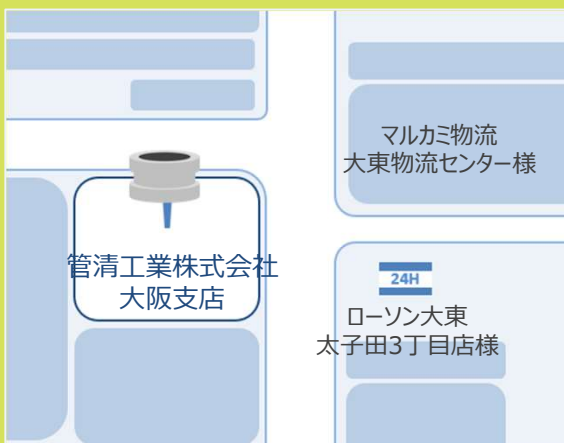 マルカミ物流
大東物流センター様
管清工業株式会社
大阪支店
24H
ローソン大東
太子田3丁目店様